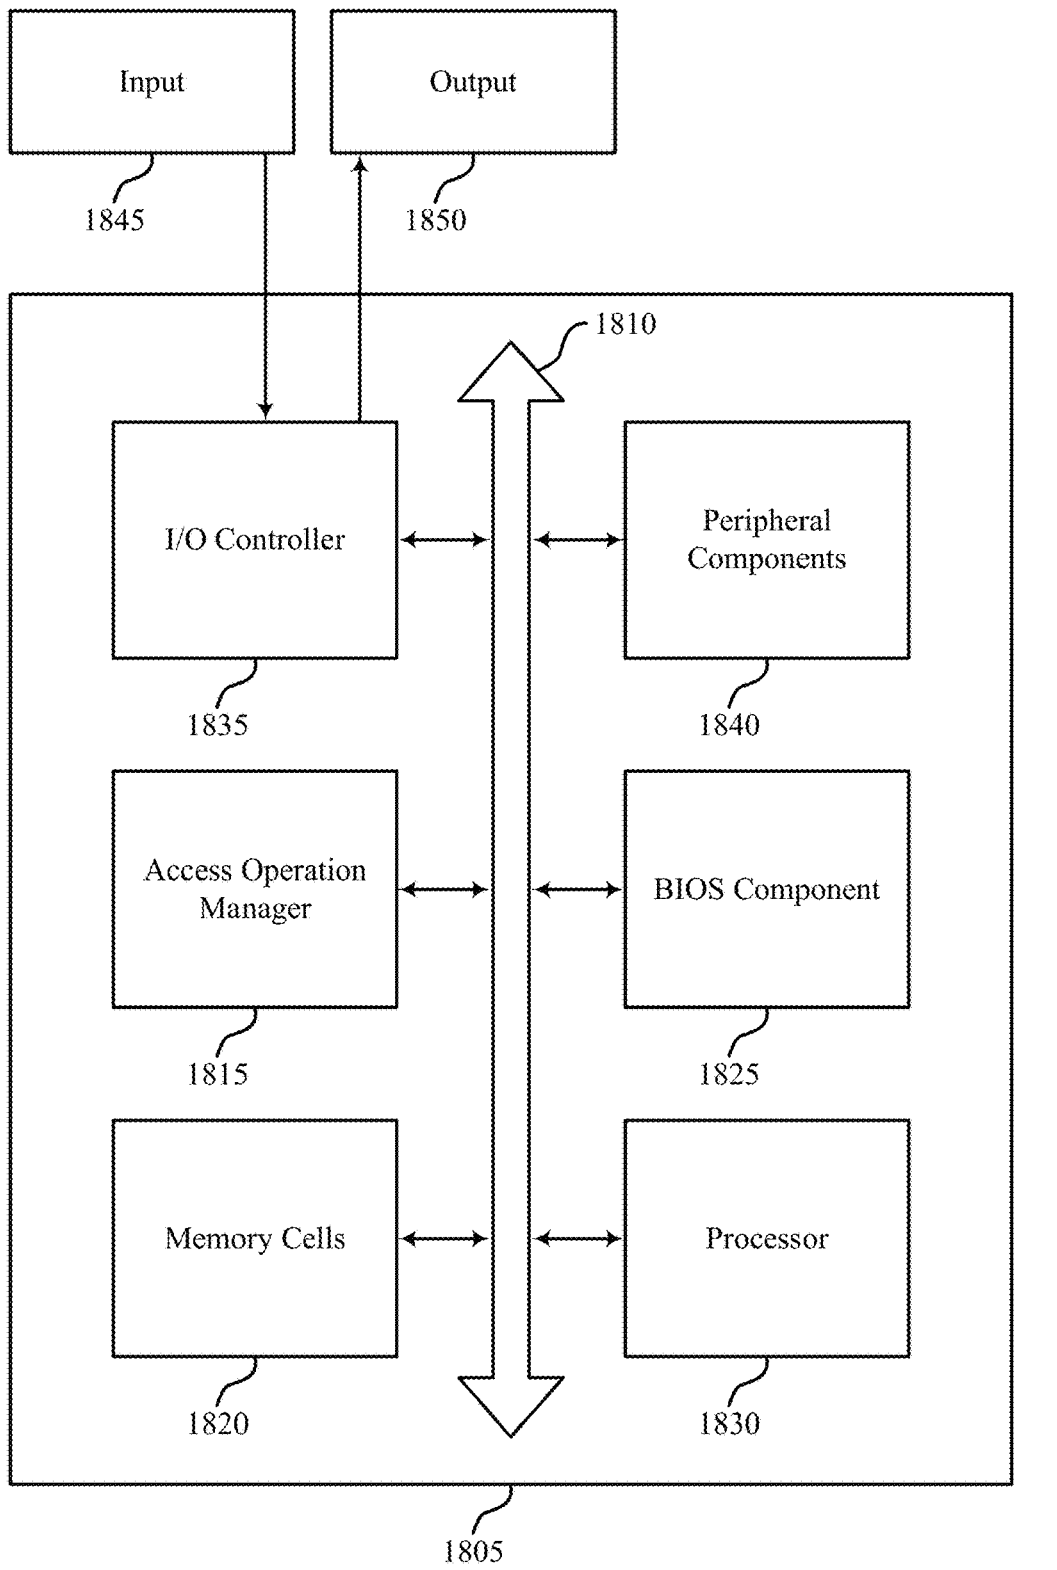 Input
Output
1845
1850
1810
I/O Controller
Peripheral
Components
1835
1840
Access Operation
Manager
BIOS Component
1815
1825
Memory Cells
Processor
1820
1830
1805